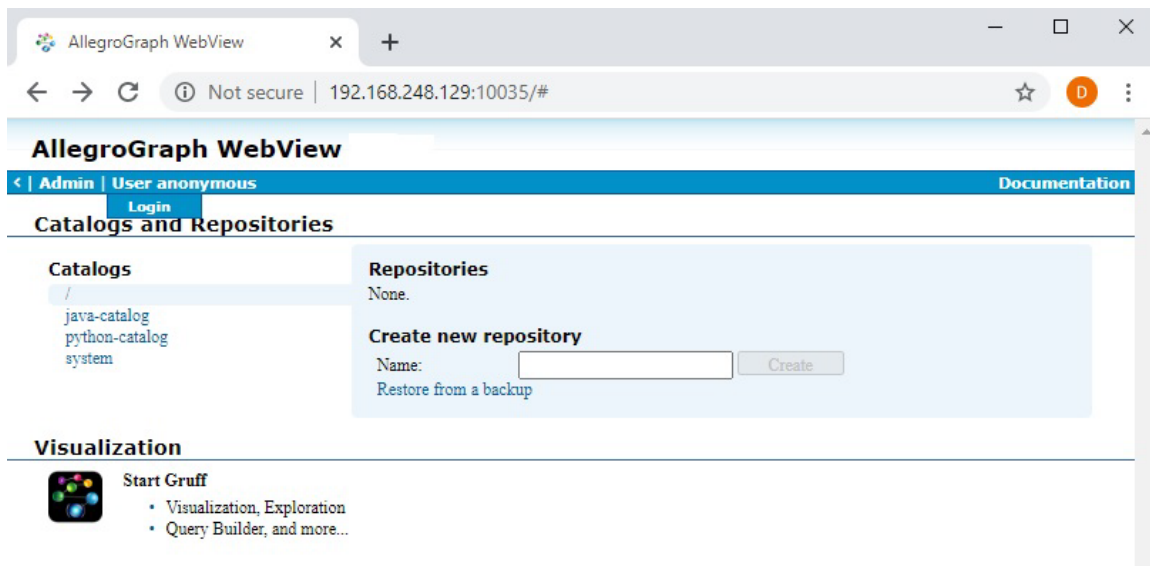 AllegroGraph WebView
Not secure | 192.168.248.129:10035/#
D
AllegroGraph WebView
< | Admin | User anonymous Documentation
Login
Catalogs and Repositories
Catalogs
/
java-catalog
python-catalog
system
Repositories
None.
Create new repository
Name: Create
Restore from a backup
Visualization
Start Gruff
• Visualization, Exploration
• Query Builder, and more...